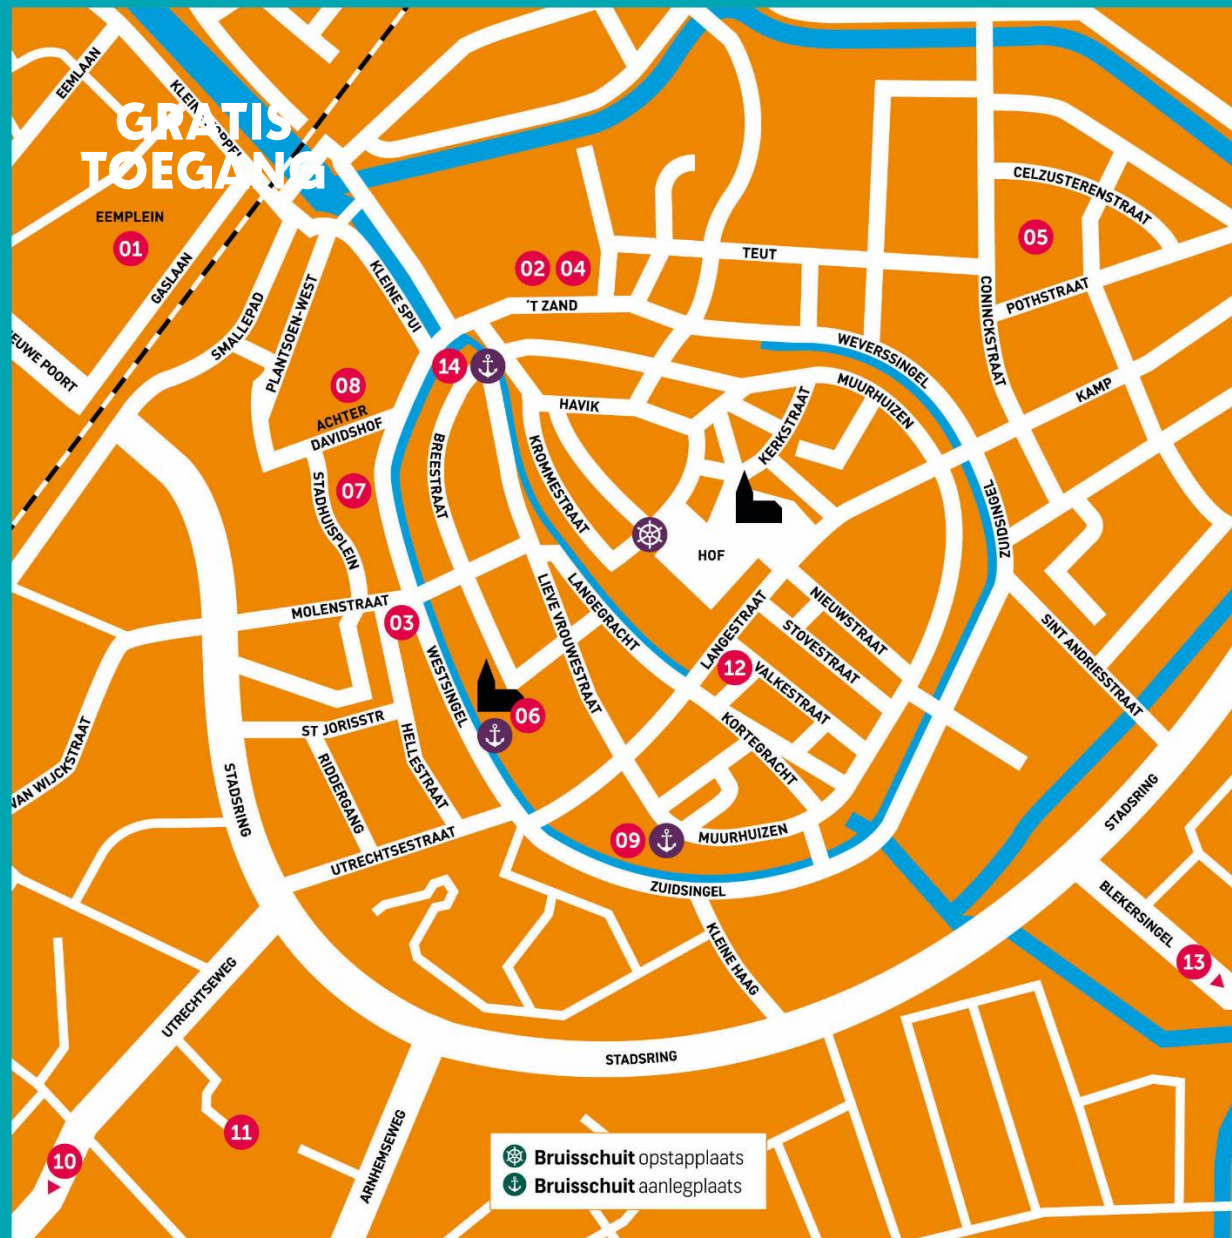 EEMLAAN
GRATIS
TOEGANG
EEMPLEIN
01
GASLAAN
SMALLEPAD
PLANTSOEN-WEST
KLEINE SPUI
02
04
'T ZAND
TEUT
CELZUSTERENSTRAAT
05
POTHSTRAAT
CONINCKSTRAAT
WEVERSSINGEL
KAMP
MUURHUIZEN
14
08
ACHTER
DAVIDSHOF
HAVIK
KERKSTRAAT
BREESTRAAT
KROMMESTRAAT
07
STADHUISPLEIN
ZUIDSINGEL
HOF
MOLENSTRAAT
03
LIEVE VROUWESTRAAT
LANGEGRACHT
LANGESTRAAT
NIEUWSTRAAT
STOVESTRAAT
SINT ANDRIESSTRAAT
12
VALKESTRAAT
WESTSINGEL
06
KORTEGRACHT
ST JORISSTR
HELLESTRAAT
RIDDERGANG
VAN WIJCKSTRAAT
STADSRING
UTRECHTSESTRAAT
09
MUURHUIZEN
STADSRING
ZUIDSINGEL
BLEKERSINGEL
KLEINE HAAG
13
UTRECHTSEWEG
STADSRING
11
10
ARNHEMSEWEG
Bruisschuit opstapplaats
Bruisschuit aanlegplaats